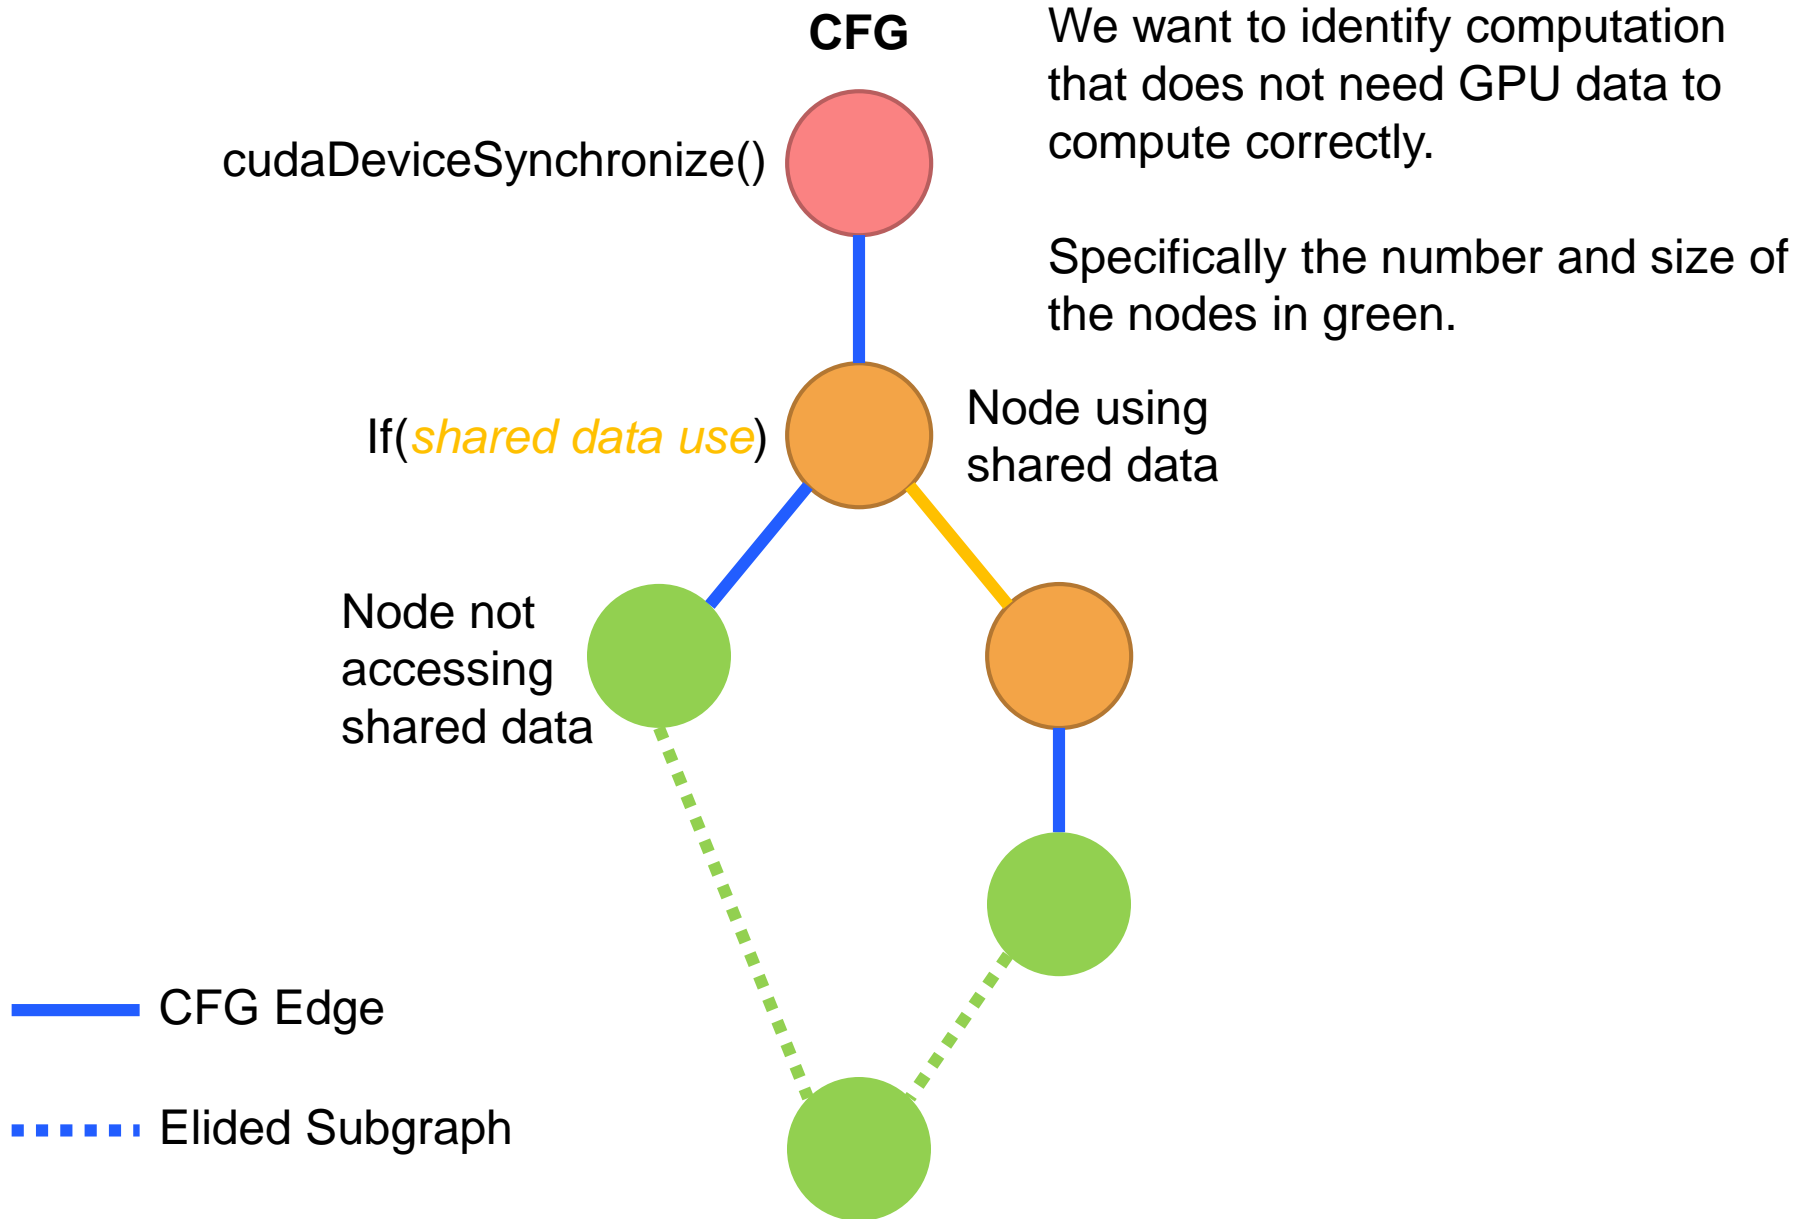 CFG
We want to identify computation
that does not need GPU data to
compute correctly.
cudaDeviceSynchronize()
Specifically the number and size of
the nodes in green.
If(shared data use)
Node using
shared data
Node not
accessing
shared data
CFG Edge
Elided Subgraph